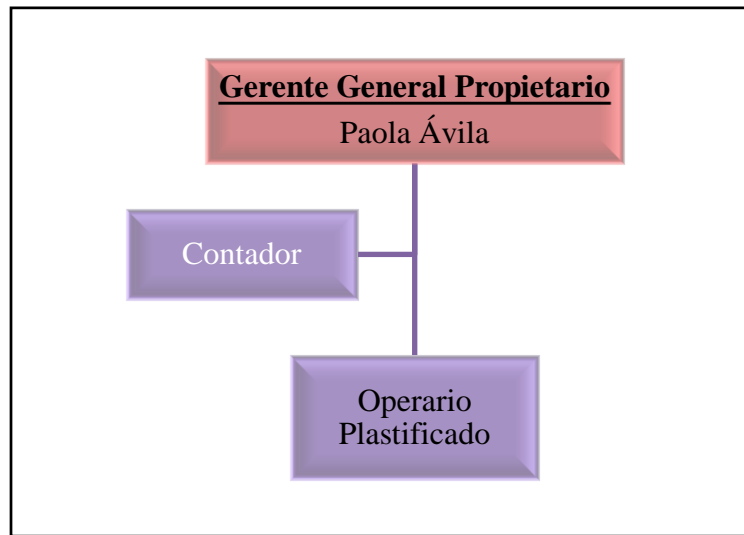 Gerente General Propietario
Paola Ávila
Contador
Operario
Plastificado